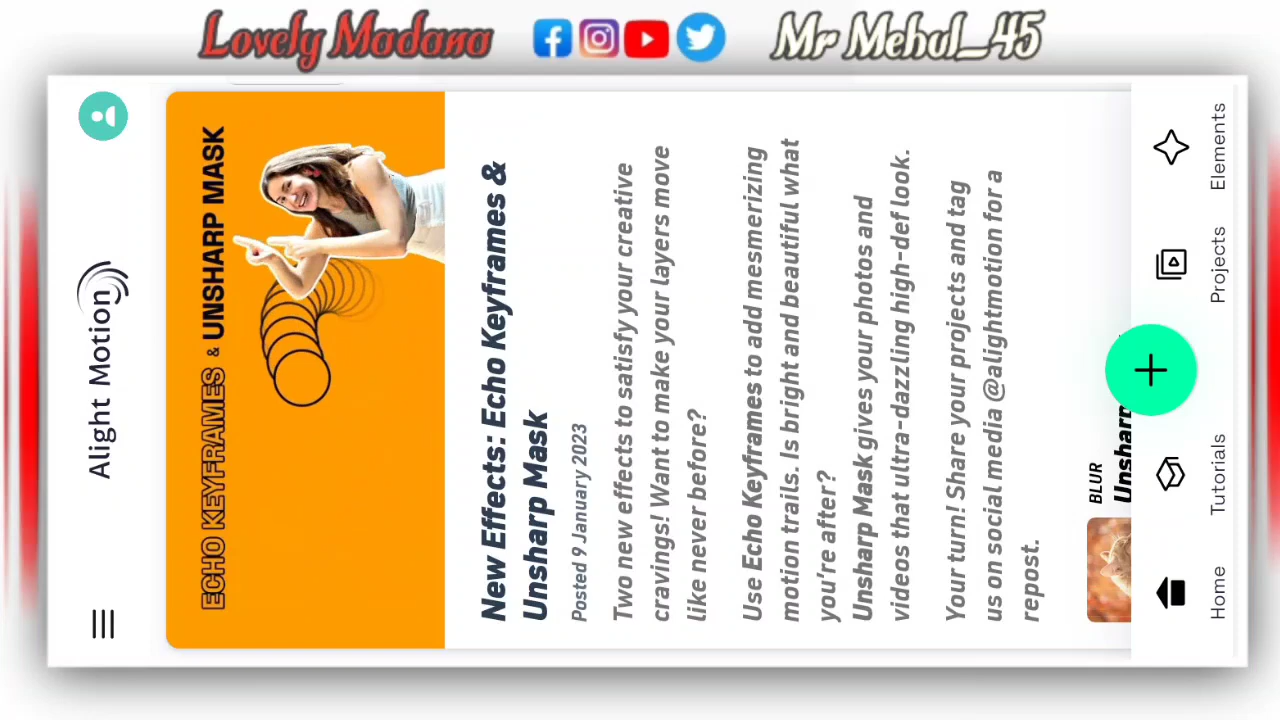 Lovely Madana
Mr Mehul_45
Alight Motion
ECHO KEYFRAMES & UNSHARP MASK
New Effects: Echo Keyframes &
Unsharp Mask
Posted 9 January 2023
Two new effects to satisfy your creative
cravings! Want to make your layers move
like never before?
Use Echo Keyframes to add mesmerizing
motion trails. Is bright and beautiful what
you're after?
Unsharp Mask gives your photos and
videos that ultra-dazzling high-def look.
Your turn! Share your projects and tag
us on social media @alightmotion for a
repost.
BLUR
Unsharp
Home
Tutorials
Projects
Elements